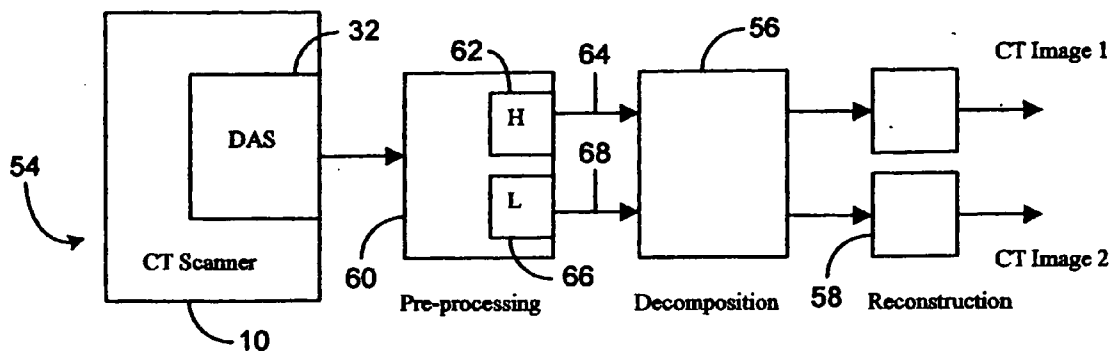 32
62
64
56
CT Image 1
H
DAS
54
68
L
CT Scanner
60
66
58
CT Image 2
Pre-processing
Decomposition
Reconstruction
10